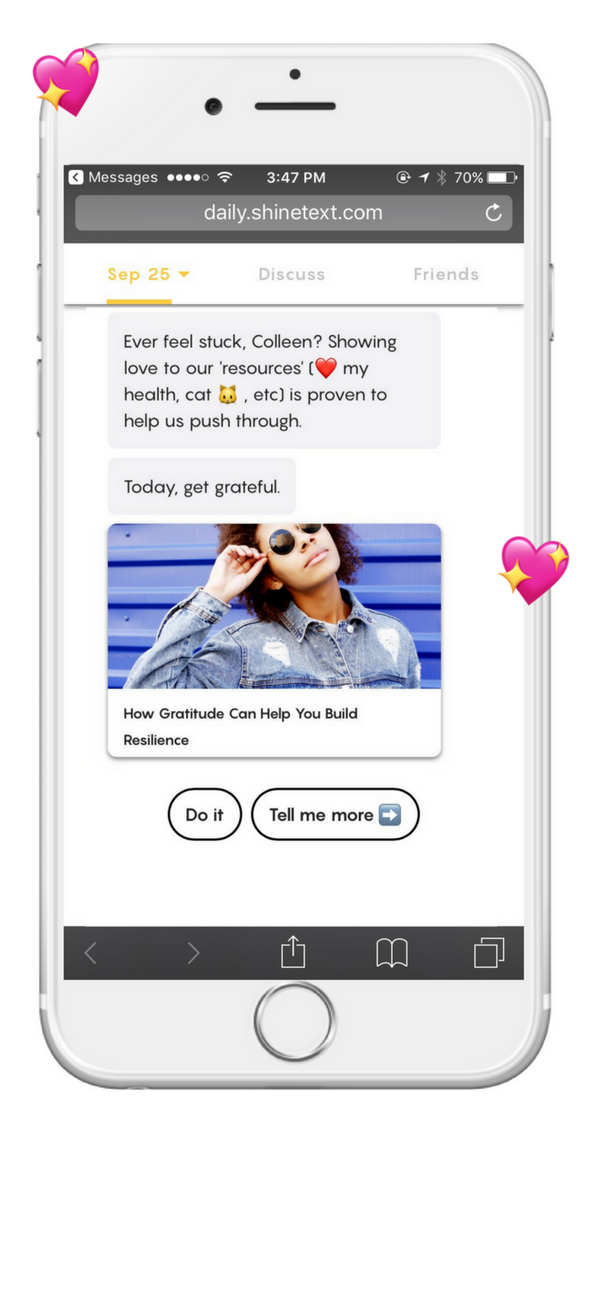 Messages 3:47 PM 70%
daily.shinetext.com
Sep 25 Discuss Friends
Ever feel stuck, Colleen? Showing
love to our 'resources' (❤️ my
health, cat 🐱 , etc) is proven to
help us push through.
Today, get grateful.
How Gratitude Can Help You Build
Resilience
Do it Tell me more ➡️